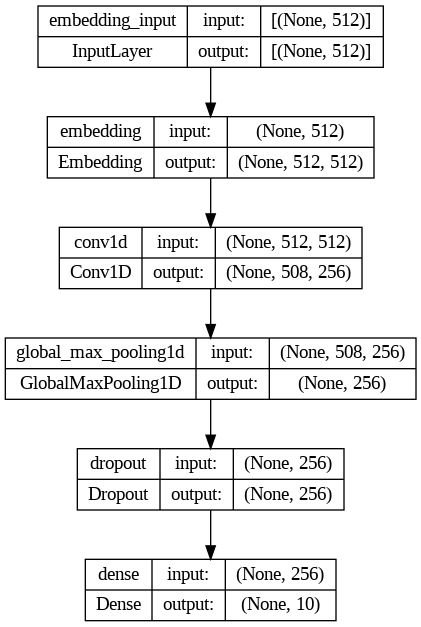 embedding_input input: [(None, 512)]
InputLayer output: [(None, 512)]
embedding input: (None, 512)
Embedding output: (None, 512, 512)
conv1d input: (None, 512, 512)
Conv1D output: (None, 508, 256)
global_max_pooling1d input: (None, 508, 256)
GlobalMaxPooling1D output: (None, 256)
dropout input: (None, 256)
Dropout output: (None, 256)
dense input: (None, 256)
Dense output: (None, 10)